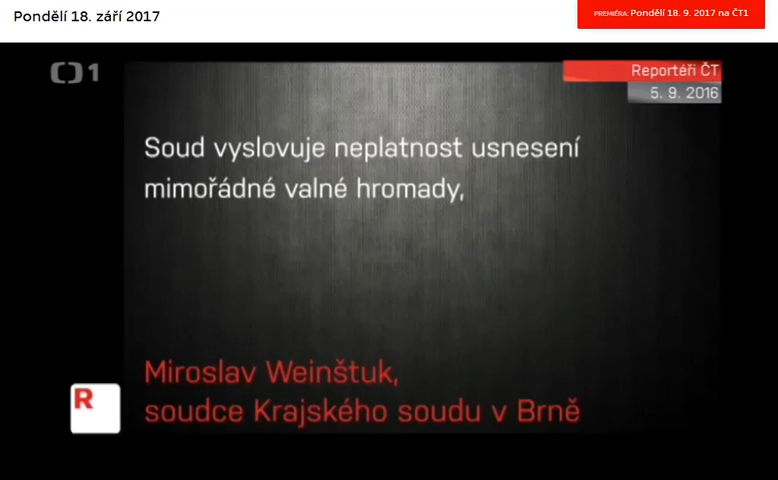 Pondělí 18. září 2017
PREMIÉRA: Pondělí 18. 9. 2017 na ČT1
1
Reportéři ČT
5. 9. 2016
Soud vyslovuje neplatnost usnesení
mimořádné valné hromady,
Miroslav Weinštuk,
soudce Krajského soudu v Brně
R